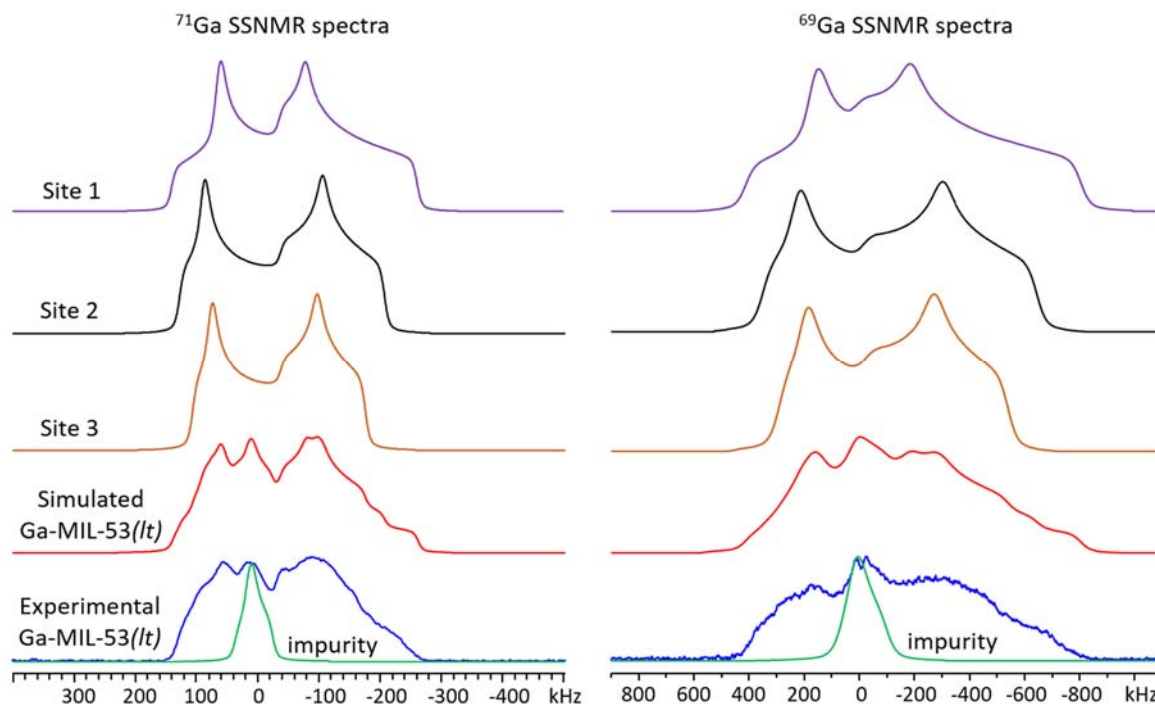 ⁷¹Ga SSNMR spectra
⁶⁹Ga SSNMR spectra
Site 1
Site 2
Site 3
Simulated
Ga-MIL-53(lt)
Experimental
Ga-MIL-53(lt)
impurity
impurity
300 200 100 0 -100 -200 -300 -400 kHz
800 600 400 200 0 -200 -400 -600 -800 kHz